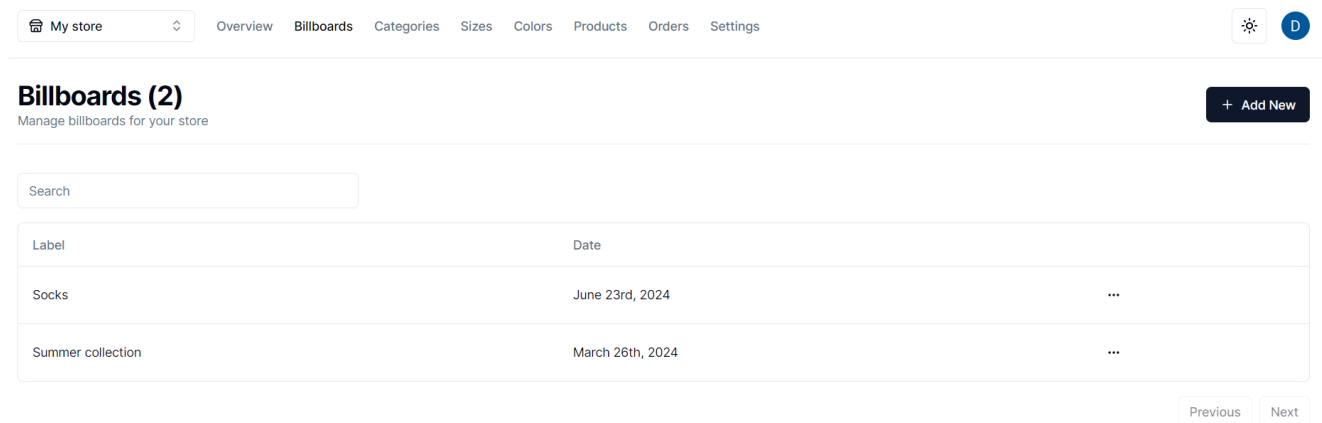 My store Overview Billboards Categories Sizes Colors Products Orders Settings D
Billboards (2)
+ Add New
Manage billboards for your store
Search
Label Date
Socks June 23rd, 2024 ...
Summer collection March 26th, 2024 ...
Previous Next